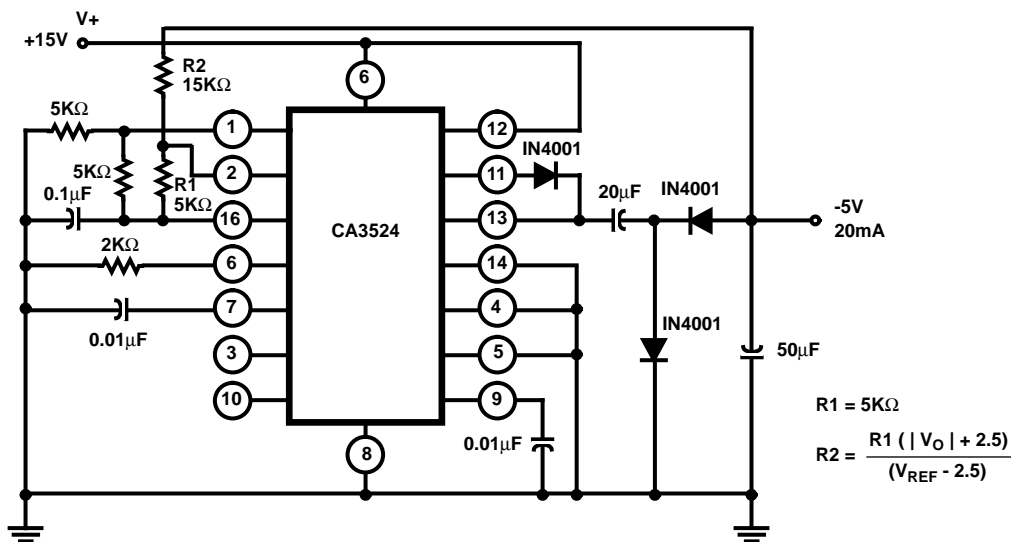 V+
+15V
R2
15KΩ
6
5KΩ
1
12
IN4001
5KΩ
2
11
R1
5KΩ
0.1µF
20µF
IN4001
16
CA3524
13
-5V
20mA
2KΩ
6
14
7
4
IN4001
0.01µF
3
5
50µF
10
9
R1 = 5KΩ
0.01µF
8
R2 = R1 ( | VO | + 2.5)
(VREF - 2.5)